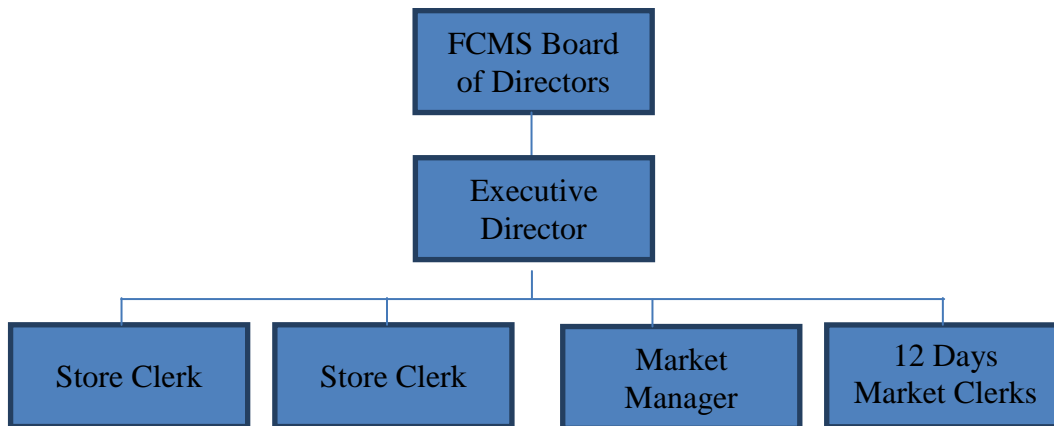 FCMS Board
of Directors
Executive
Director
Store Clerk
Store Clerk
Market
Manager
12 Days
Market Clerks